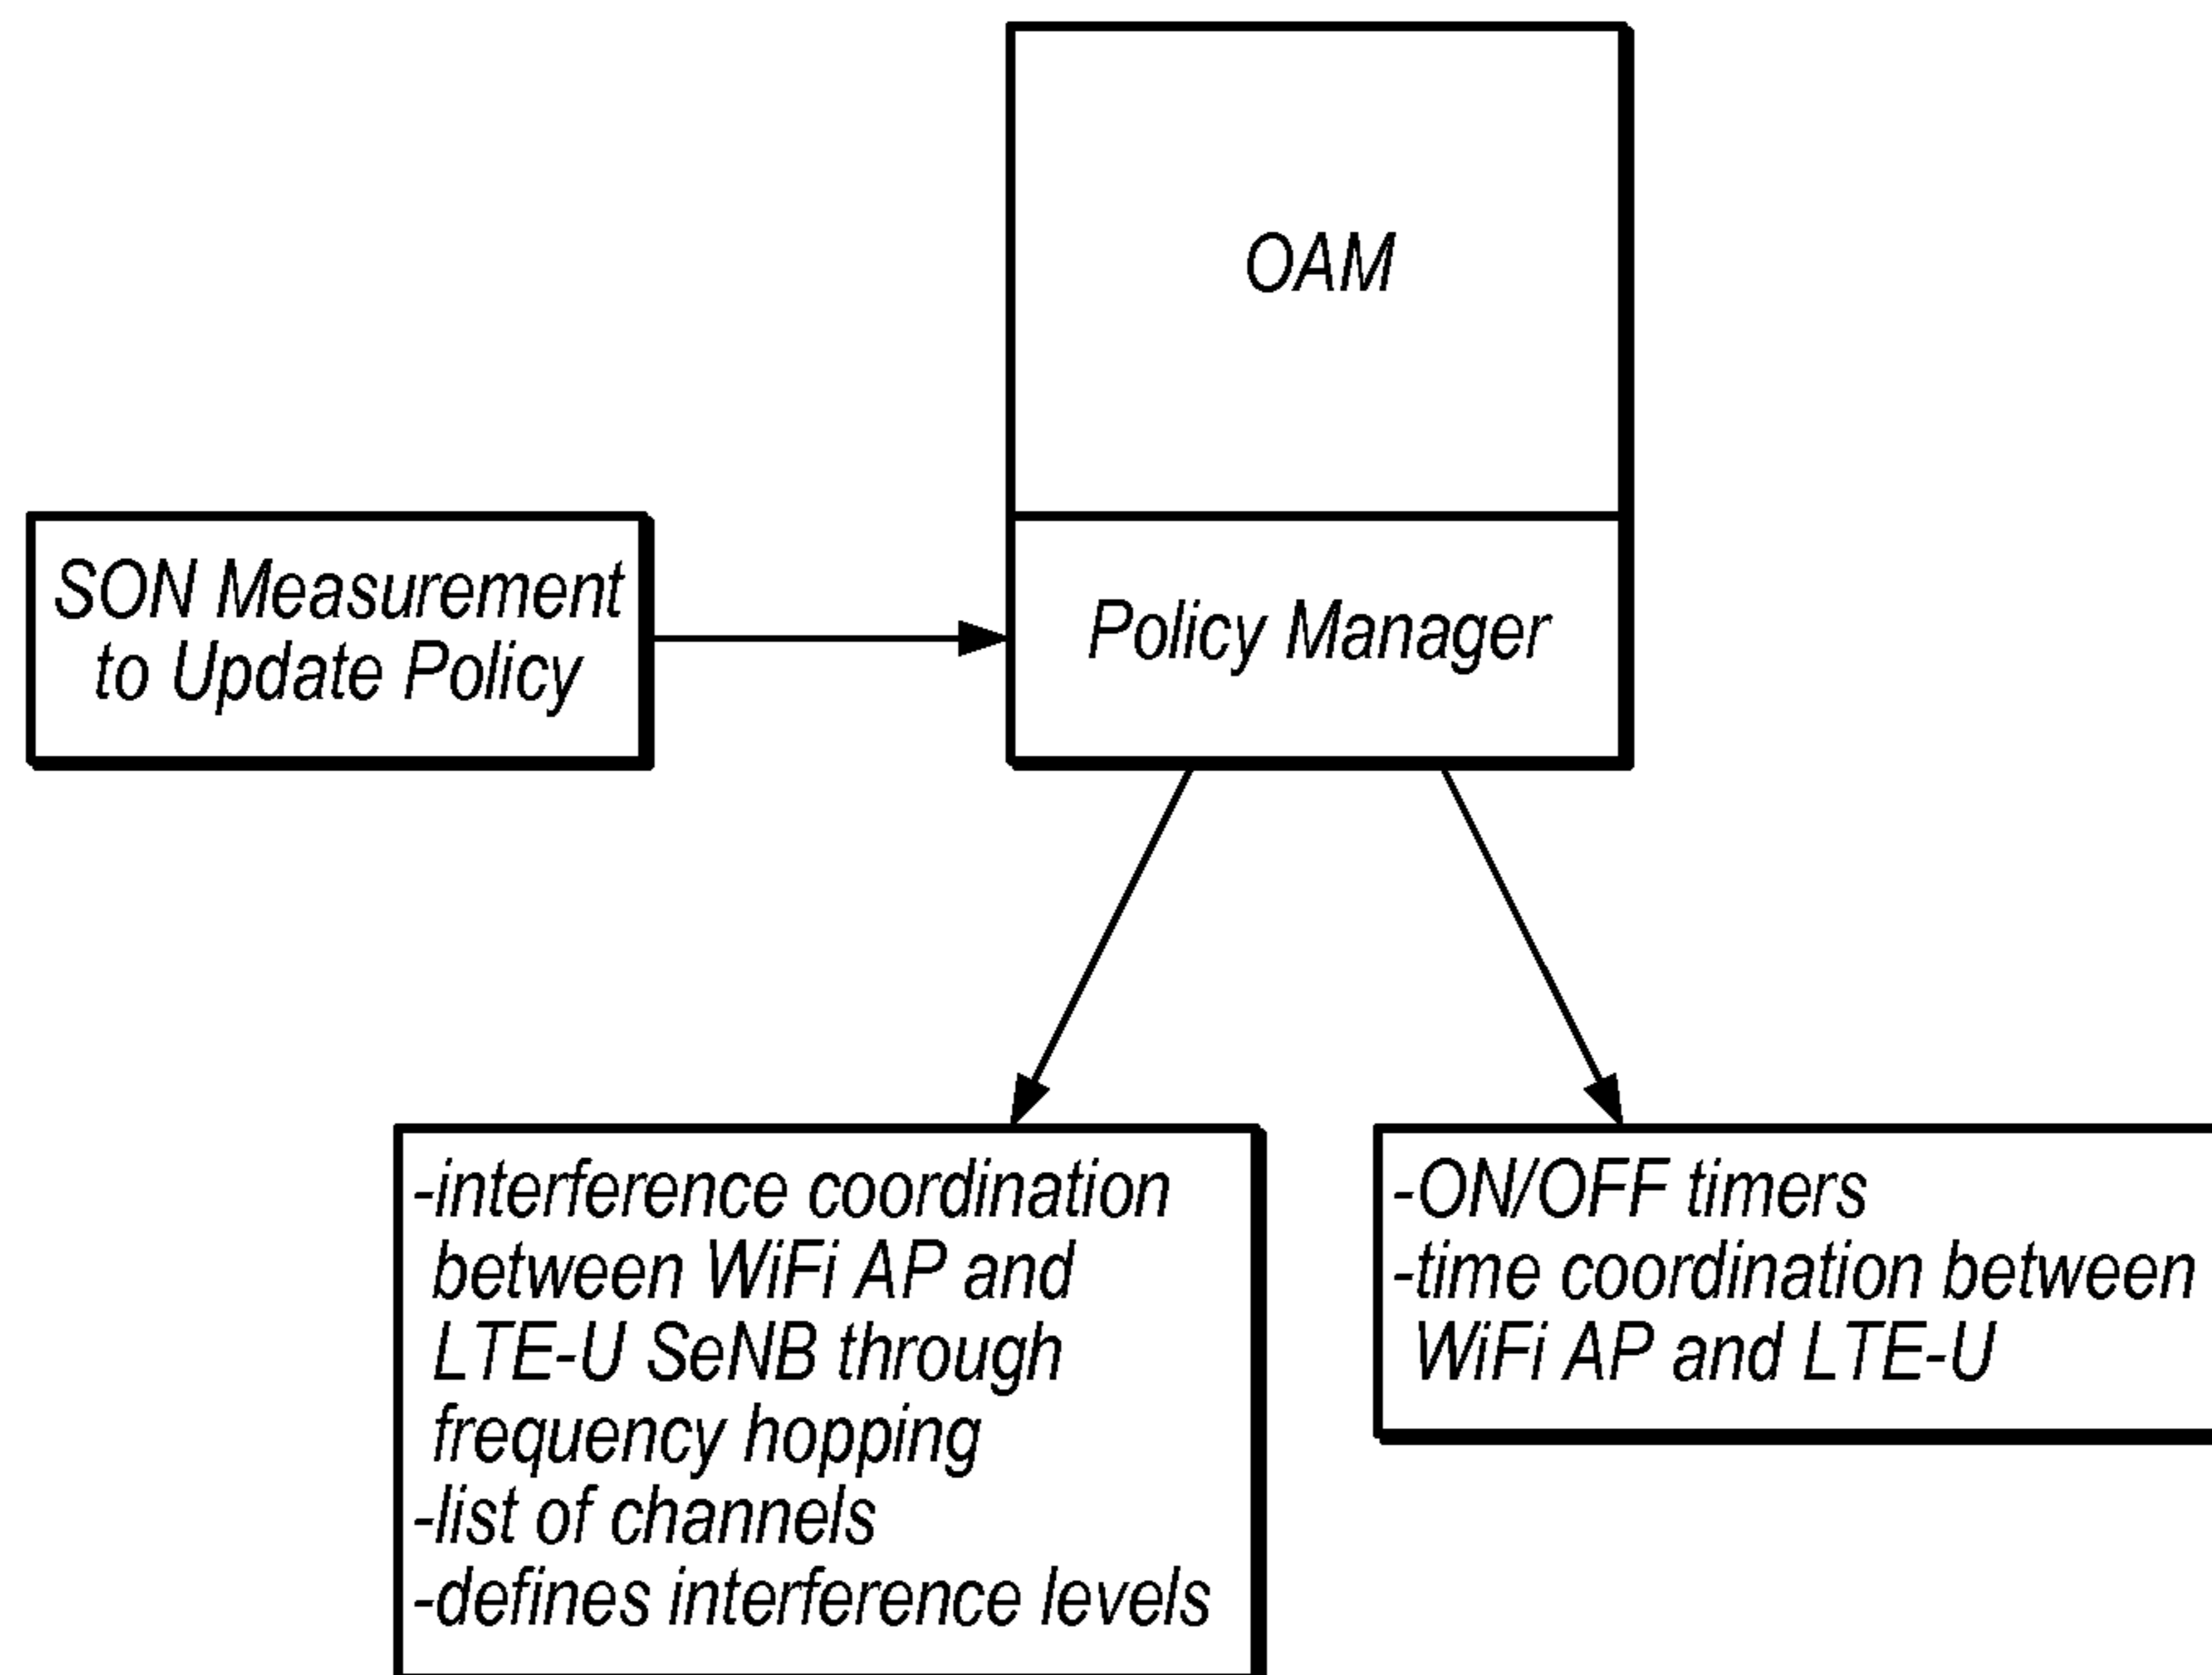 OAM
SON Measurement
to Update Policy
Policy Manager
-interference coordination
between WiFi AP and
LTE-U SeNB through
frequency hopping
-list of channels
-defines interference levels
-ON/OFF timers
-time coordination between
WiFi AP and LTE-U